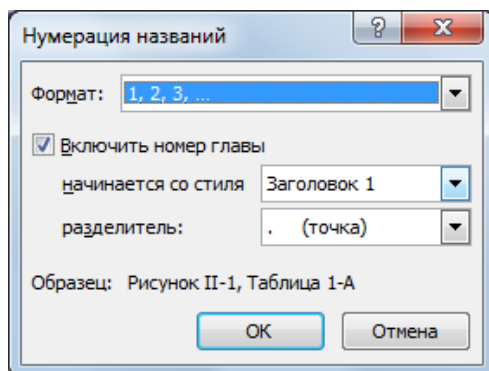 Нумерация названий
Формат: 1, 2, 3, ...
Включить номер главы
начинается со стиля Заголовок 1
разделитель: . (точка)
Образец: Рисунок II-1, Таблица 1-A
ОК Отмена